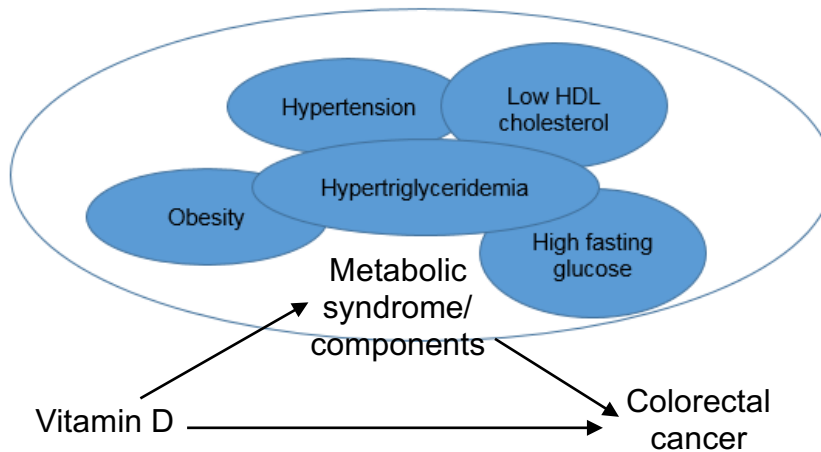 Hypertension
Low HDL
cholesterol
Hypertriglyceridemia
Obesity
High fasting
glucose
Metabolic
syndrome/
components
Vitamin D
Colorectal
cancer